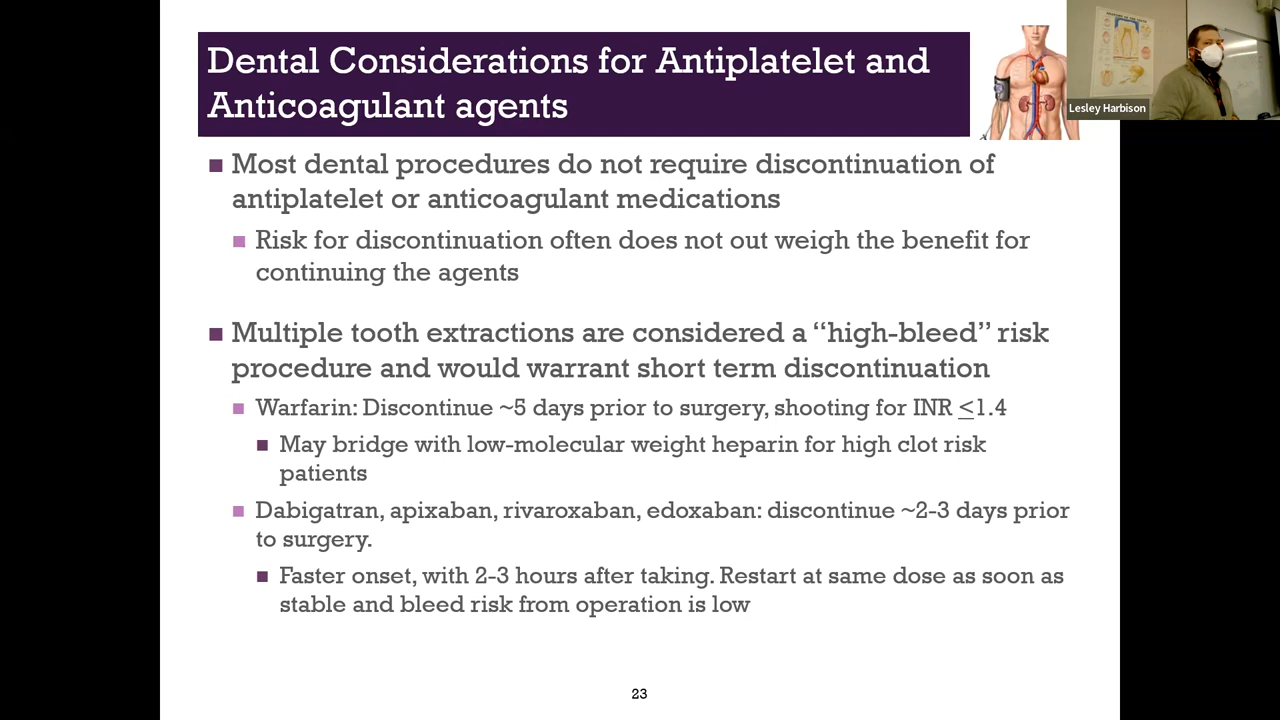 Dental Considerations for Antiplatelet and
Anticoagulant agents
Lesley Harbison
Most dental procedures do not require discontinuation of
antiplatelet or anticoagulant medications
Risk for discontinuation often does not out weigh the benefit for
continuing the agents
Multiple tooth extractions are considered a “high-bleed” risk
procedure and would warrant short term discontinuation
Warfarin: Discontinue ~5 days prior to surgery, shooting for INR ≤1.4
May bridge with low-molecular weight heparin for high clot risk
patients
Dabigatran, apixaban, rivaroxaban, edoxaban: discontinue ~2-3 days prior
to surgery.
Faster onset, with 2-3 hours after taking. Restart at same dose as soon as
stable and bleed risk from operation is low
23